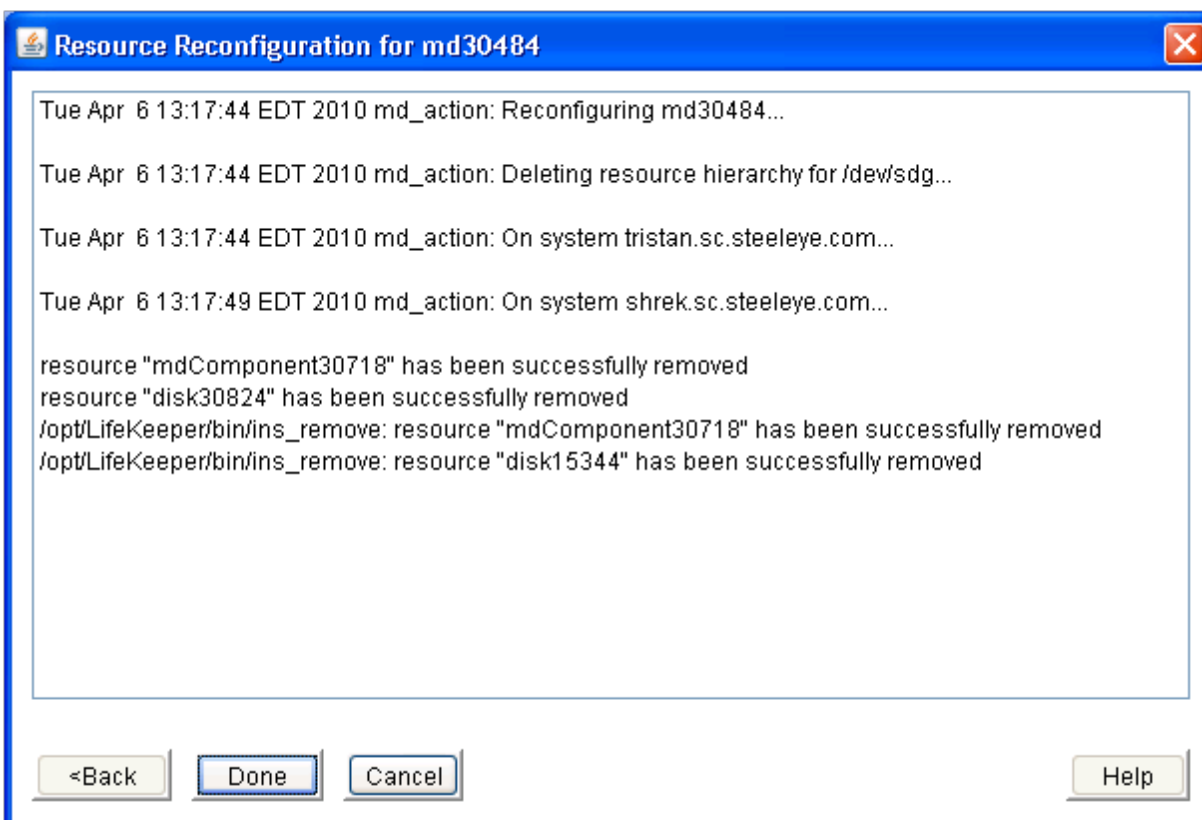 Resource Reconfiguration for md30484
Tue Apr 6 13:17:44 EDT 2010 md_action: Reconfiguring md30484...
Tue Apr 6 13:17:44 EDT 2010 md_action: Deleting resource hierarchy for /dev/sdg...
Tue Apr 6 13:17:44 EDT 2010 md_action: On system tristan.sc.steeleye.com...
Tue Apr 6 13:17:49 EDT 2010 md_action: On system shrek.sc.steeleye.com...
resource "mdComponent30718" has been successfully removed
resource "disk30824" has been successfully removed
/opt/LifeKeeper/bin/ins_remove: resource "mdComponent30718" has been successfully removed
/opt/LifeKeeper/bin/ins_remove: resource "disk15344" has been successfully removed
<Back Done Cancel Help